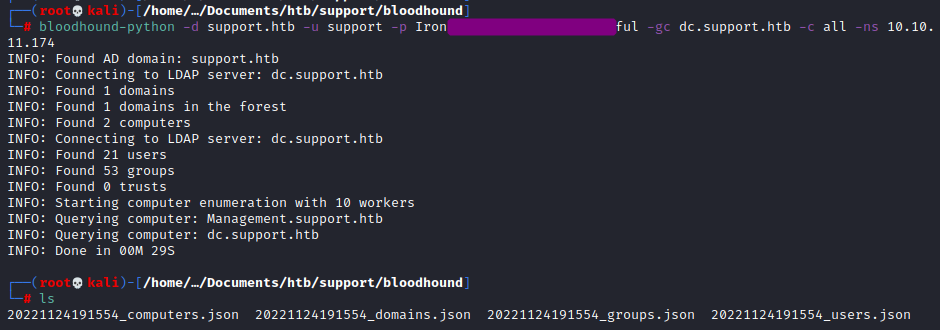 ┌──(root💀kali)-[/home/…/Documents/htb/support/bloodhound]
└─# bloodhound-python -d support.htb -u support -p Iron ful -gc dc.support.htb -c all -ns 10.10.
11.174
INFO: Found AD domain: support.htb
INFO: Connecting to LDAP server: dc.support.htb
INFO: Found 1 domains
INFO: Found 1 domains in the forest
INFO: Found 2 computers
INFO: Connecting to LDAP server: dc.support.htb
INFO: Found 21 users
INFO: Found 53 groups
INFO: Found 0 trusts
INFO: Starting computer enumeration with 10 workers
INFO: Querying computer: Management.support.htb
INFO: Querying computer: dc.support.htb
INFO: Done in 00M 29S
┌──(root💀kali)-[/home/…/Documents/htb/support/bloodhound]
└─# ls
20221124191554_computers.json  20221124191554_domains.json  20221124191554_groups.json  20221124191554_users.json